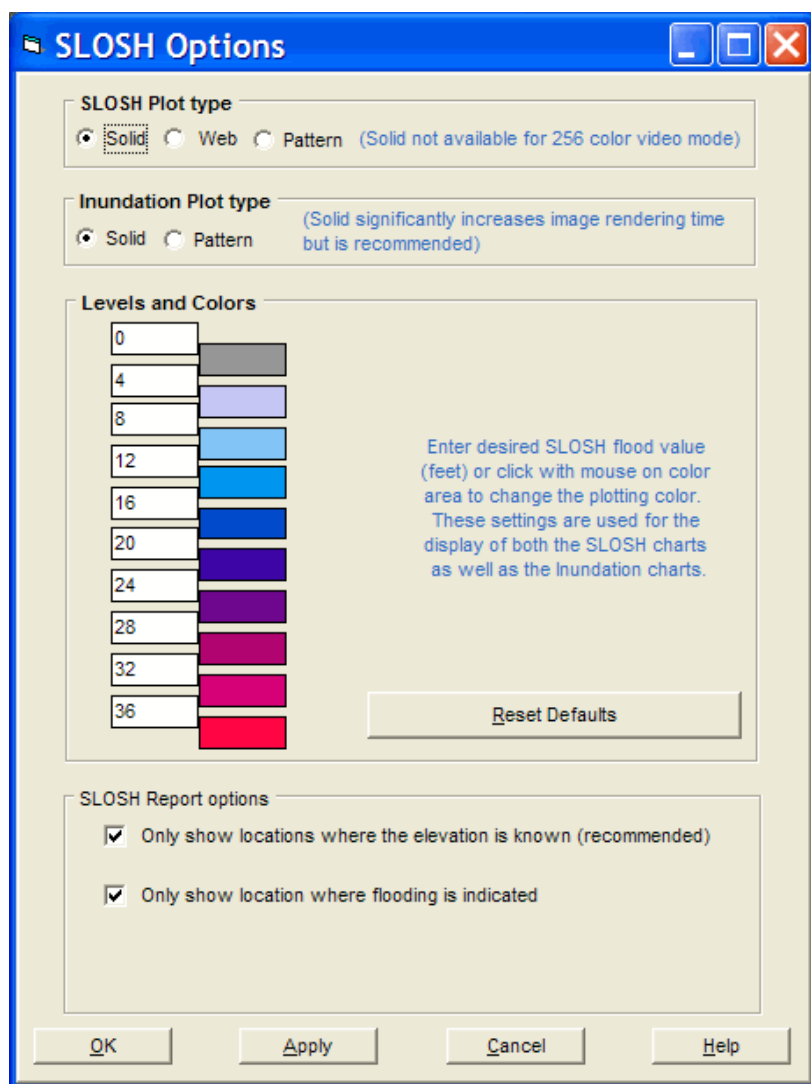 SLOSH Options
SLOSH Plot type
Solid Web Pattern (Solid not available for 256 color video mode)
Inundation Plot type
Solid Pattern
(Solid significantly increases image rendering time
but is recommended)
Levels and Colors
0
4
8
12
16
20
24
28
32
36
Enter desired SLOSH flood value
(feet) or click with mouse on color
area to change the plotting color.
These settings are used for the
display of both the SLOSH charts
as well as the Inundation charts.
Reset Defaults
SLOSH Report options
Only show locations where the elevation is known (recommended)
Only show location where flooding is indicated
OK Apply Cancel Help